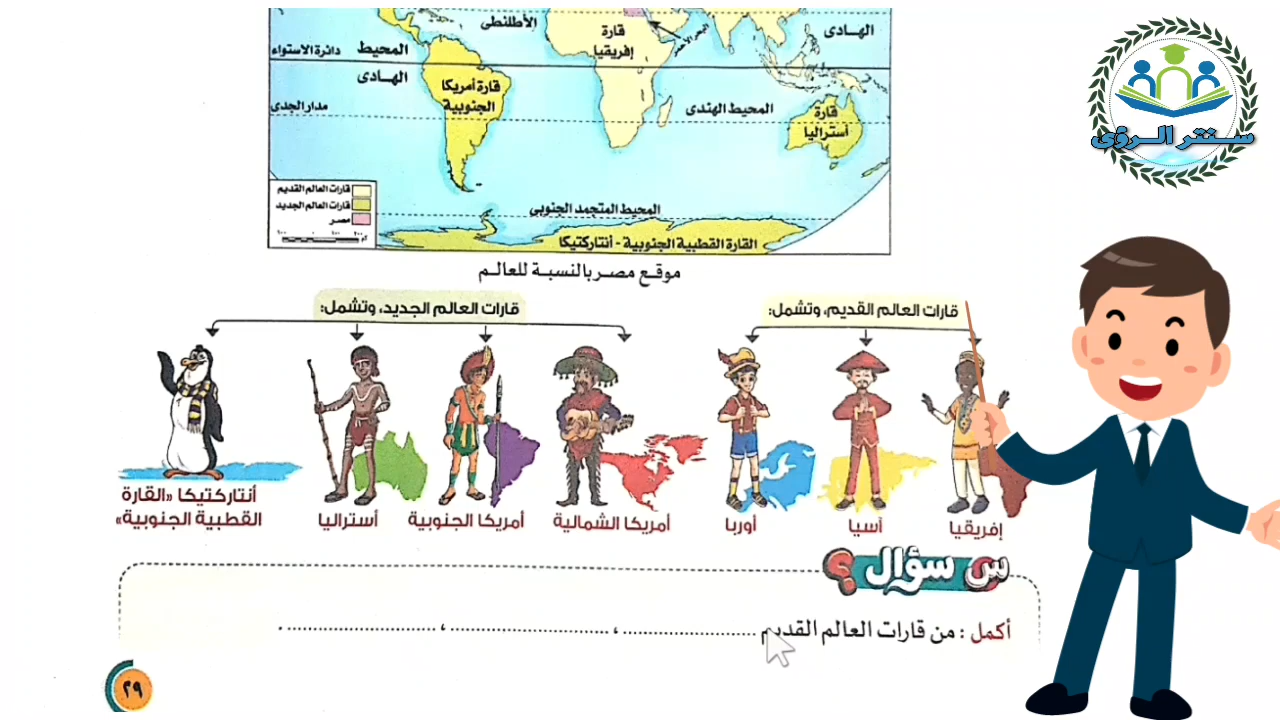 الهادى
الأطلنطى
قارة
إفريقيا
البحر الأحمر
دائرة الاستواء
المحيط
الهادى
قارة أمريكا
الجنوبية
مدار الجدى
المحيط الهندى
قارة
أستراليا
قارات العالم القديم
قارات العالم الجديد
مصر
كم
المحيط المتجمد الجنوبى
القارة القطبية الجنوبية - أنتاركتيكا
موقع مصر بالنسبة للعالم
قارات العالم القديم، وتشمل:
قارات العالم الجديد، وتشمل:
إفريقيا
آسيا
أوربا
أمريكا الشمالية
أمريكا الجنوبية
أستراليا
أنتاركتيكا «القارة
القطبية الجنوبية»
س سؤال ؟
أكمل : من قارات العالم القديم ........................ ، ........................ ، ........................ .
٢٩
سنتر الرؤى